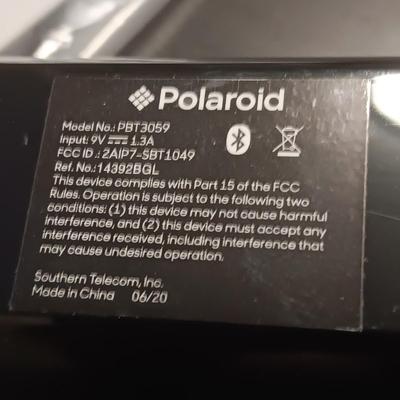 Polaroid
Model No.: PBT3059
Input: 9V ⎓ 1.3A
FCC ID.: 2AIP7-SBT1049
Ref. No.: 14392BGL
This device complies with Part 15 of the FCC
Rules. Operation is subject to the following two
conditions: (1) this device may not cause harmful
interference, and (2) this device must accept any
interference received, including interference that
may cause undesired operation.
Southern Telecom, Inc.
Made in China 06/20